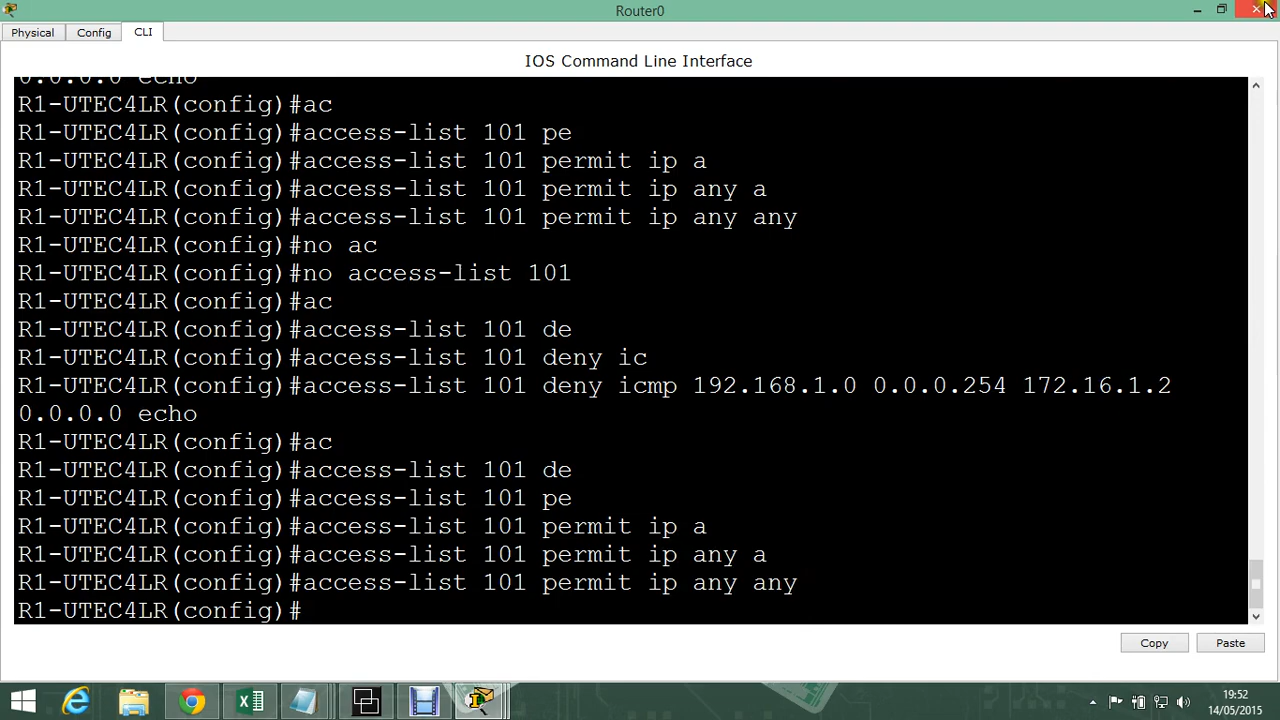 Router0
Physical Config CLI
IOS Command Line Interface
0.0.0.0 echo
R1-UTEC4LR(config)#ac
R1-UTEC4LR(config)#access-list 101 pe
R1-UTEC4LR(config)#access-list 101 permit ip a
R1-UTEC4LR(config)#access-list 101 permit ip any a
R1-UTEC4LR(config)#access-list 101 permit ip any any
R1-UTEC4LR(config)#no ac
R1-UTEC4LR(config)#no access-list 101
R1-UTEC4LR(config)#ac
R1-UTEC4LR(config)#access-list 101 de
R1-UTEC4LR(config)#access-list 101 deny ic
R1-UTEC4LR(config)#access-list 101 deny icmp 192.168.1.0 0.0.0.254 172.16.1.2
0.0.0.0 echo
R1-UTEC4LR(config)#ac
R1-UTEC4LR(config)#access-list 101 de
R1-UTEC4LR(config)#access-list 101 pe
R1-UTEC4LR(config)#access-list 101 permit ip a
R1-UTEC4LR(config)#access-list 101 permit ip any a
R1-UTEC4LR(config)#access-list 101 permit ip any any
R1-UTEC4LR(config)#
Copy Paste
19:52
14/05/2015